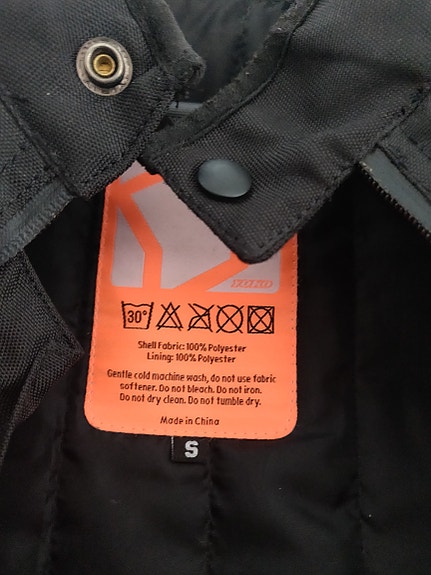 30°
Shell Fabric: 100% Polyester
Lining: 100% Polyester
Gentle cold machine wash, do not use fabric
softener. Do not bleach. Do not iron.
Do not dry clean. Do not tumble dry.
Made in China
S